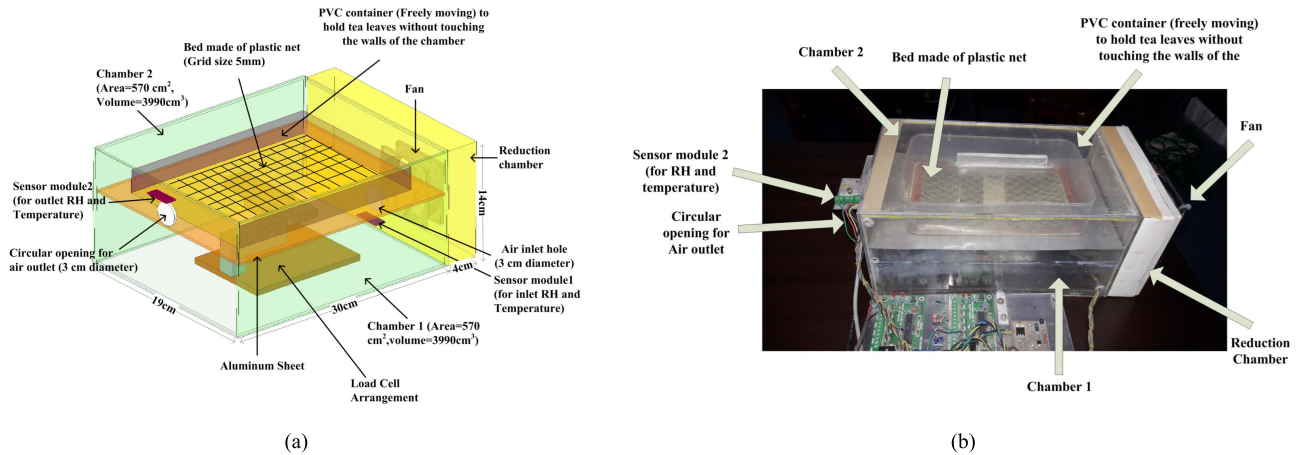 PVC container (Freely moving) to
hold tea leaves without touching
the walls of the chamber
Bed made of plastic net
(Grid size 5mm)
Chamber 2
(Area=570 cm²,
Volume=3990cm³)
Fan
Reduction
chamber
14cm
Sensor module2
(for outlet RH and
Temperature)
Circular opening for
air outlet (3 cm diameter)
Air inlet hole
(3 cm diameter)
4cm
Sensor module1
(for inlet RH and
Temperature)
19cm
30cm
Chamber 1 (Area=570
cm²,volume=3990cm³)
Aluminum Sheet
Load Cell
Arrangement
(a)
PVC container (freely moving)
to hold tea leaves without
touching the walls of the
Chamber 2
Bed made of plastic net
Fan
Sensor module 2
(for RH and
temperature)
Circular
opening for
Air outlet
Reduction
Chamber
Chamber 1
(b)